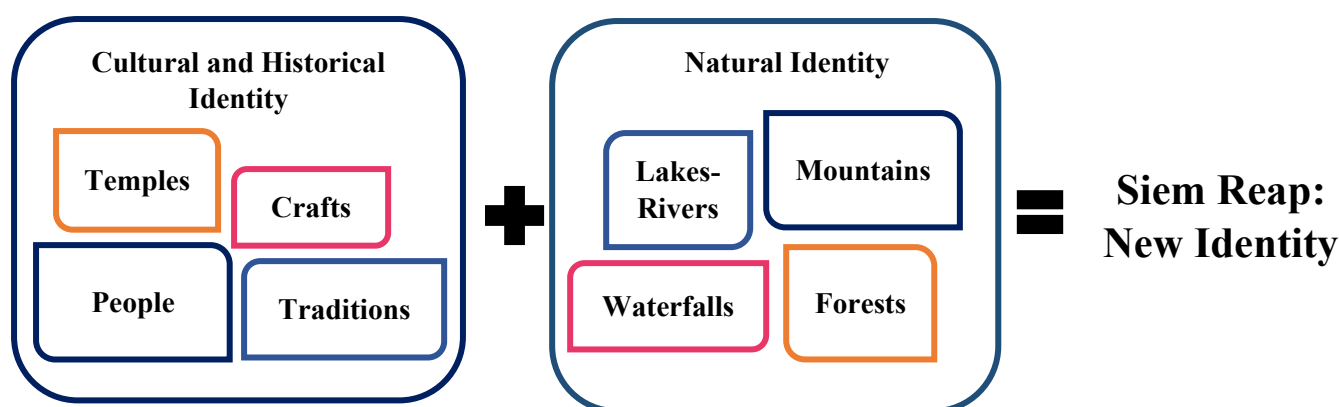 Cultural and Historical
Identity
Temples
Crafts
People
Traditions
Natural Identity
Lakes-
Rivers
Mountains
Waterfalls
Forests
Siem Reap:
New Identity